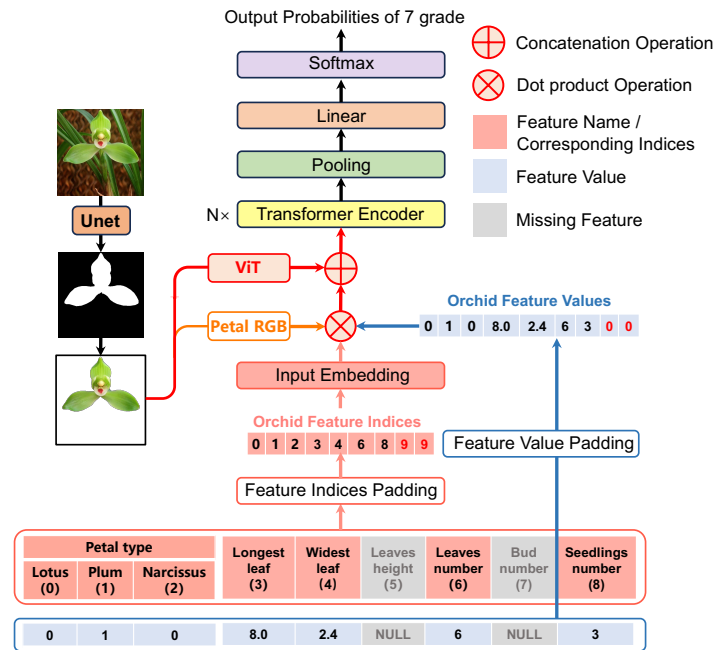 Output Probabilities of 7 grade
Softmax
Linear
Pooling
N× Transformer Encoder
Concatenation Operation
Dot product Operation
Feature Name /
Corresponding Indices
Feature Value
Missing Feature
Unet
ViT
Petal RGB
Orchid Feature Values
0 1 0 8.0 2.4 6 3 0 0
Input Embedding
Orchid Feature Indices
0 1 2 3 4 6 8 9 9
Feature Value Padding
Feature Indices Padding
Petal type
Lotus
(0)
Plum
(1)
Narcissus
(2)
Longest
leaf
(3)
Widest
leaf
(4)
Leaves
height
(5)
Leaves
number
(6)
Bud
number
(7)
Seedlings
number
(8)
0 1 0 8.0 2.4 NULL 6 NULL 3